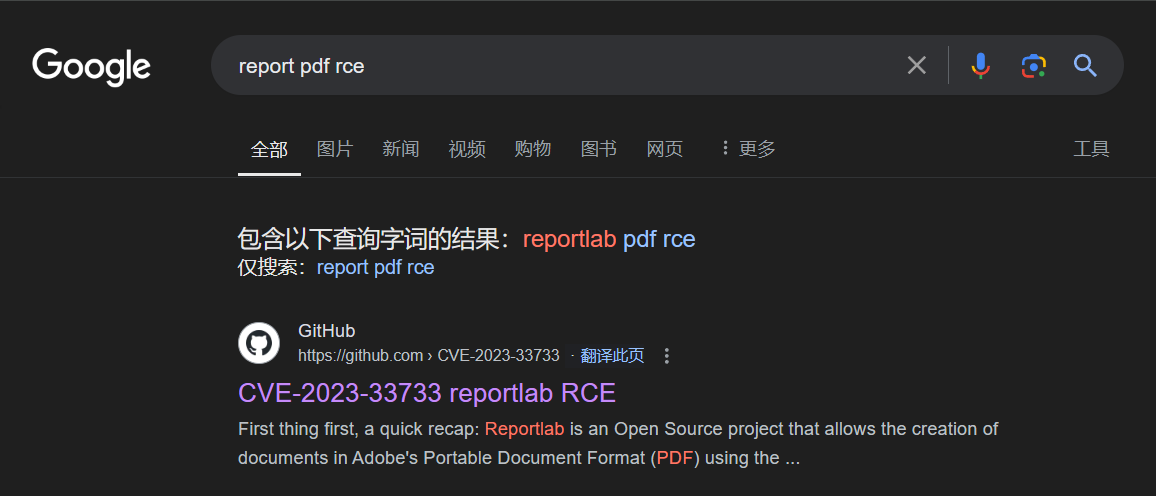 Google
report pdf rce
全部 图片 新闻 视频 购物 图书 网页 更多 工具
包含以下查询字词的结果：reportlab pdf rce
仅搜索：report pdf rce
GitHub
https://github.com › CVE-2023-33733 · 翻译此页
CVE-2023-33733 reportlab RCE
First thing first, a quick recap: Reportlab is an Open Source project that allows the creation of
documents in Adobe's Portable Document Format (PDF) using the ...